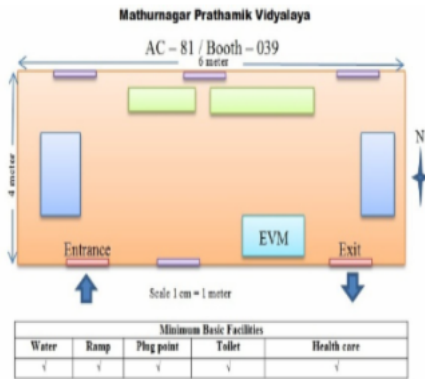 Mathurnagar Prathamik Vidyalaya
AC – 81 / Booth – 039
6 meter
4 meter
N
Entrance
EVM
Exit
Scale 1 cm = 1 meter
Minimum Basic Facilities
Water Ramp Plug point Toilet Health care
√ √ √ √ √